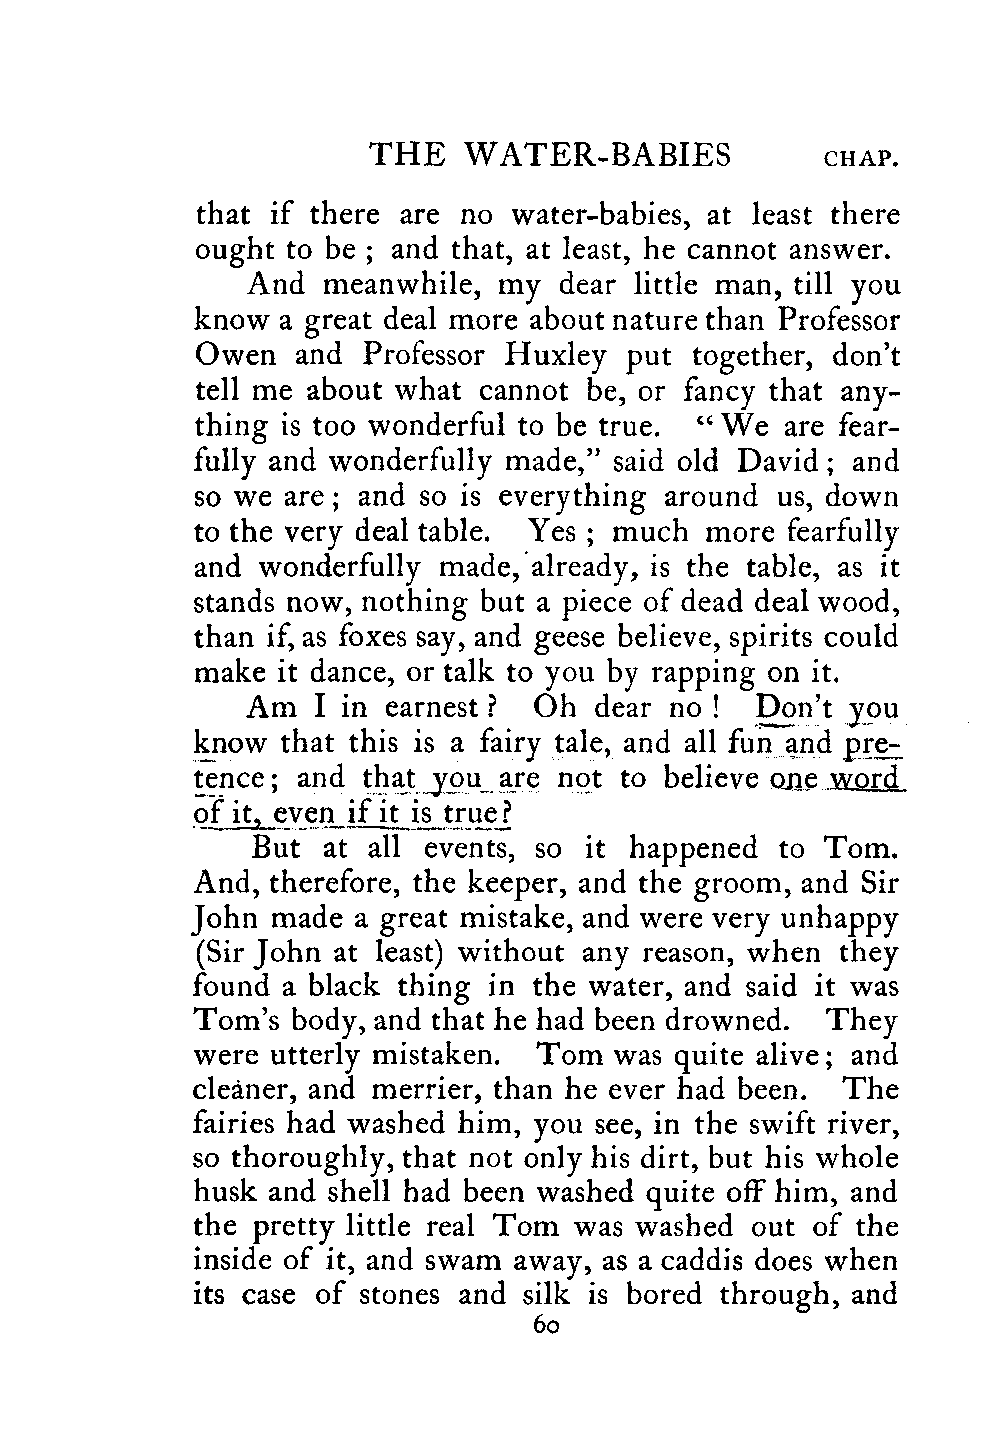 THE WATER-BABIES CHAP.
that if there are no water-babies, at least there
ought to be ; and that, at least, he cannot answer.
And meanwhile, my dear little man, till you
know a great deal more about nature than Professor
Owen and Professor Huxley put together, don't
tell me about what cannot be, or fancy that any-
thing is too wonderful to be true. “ We are fear-
fully and wonderfully made,” said old David ; and
so we are ; and so is everything around us, down
to the very deal table. Yes ; much more fearfully
and wonderfully made, already, is the table, as it
stands now, nothing but a piece of dead deal wood,
than if, as foxes say, and geese believe, spirits could
make it dance, or talk to you by rapping on it.
Am I in earnest ? Oh dear no ! Don't you
know that this is a fairy tale, and all fun and pre-
tence ; and that you are not to believe one word
of it, even if it is true ?
But at all events, so it happened to Tom.
And, therefore, the keeper, and the groom, and Sir
John made a great mistake, and were very unhappy
(Sir John at least) without any reason, when they
found a black thing in the water, and said it was
Tom's body, and that he had been drowned. They
were utterly mistaken. Tom was quite alive ; and
cleaner, and merrier, than he ever had been. The
fairies had washed him, you see, in the swift river,
so thoroughly, that not only his dirt, but his whole
husk and shell had been washed quite off him, and
the pretty little real Tom was washed out of the
inside of it, and swam away, as a caddis does when
its case of stones and silk is bored through, and
60